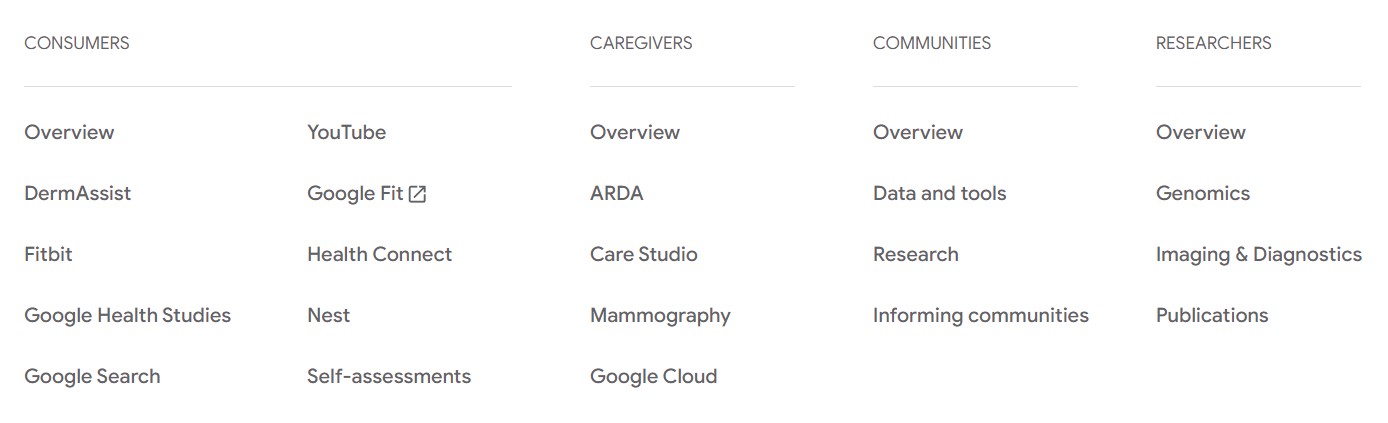 CONSUMERS
Overview
DermAssist
Fitbit
Google Health Studies
Google Search
YouTube
Google Fit
Health Connect
Nest
Self-assessments
CAREGIVERS
Overview
ARDA
Care Studio
Mammography
Google Cloud
COMMUNITIES
Overview
Data and tools
Research
Informing communities
RESEARCHERS
Overview
Genomics
Imaging & Diagnostics
Publications